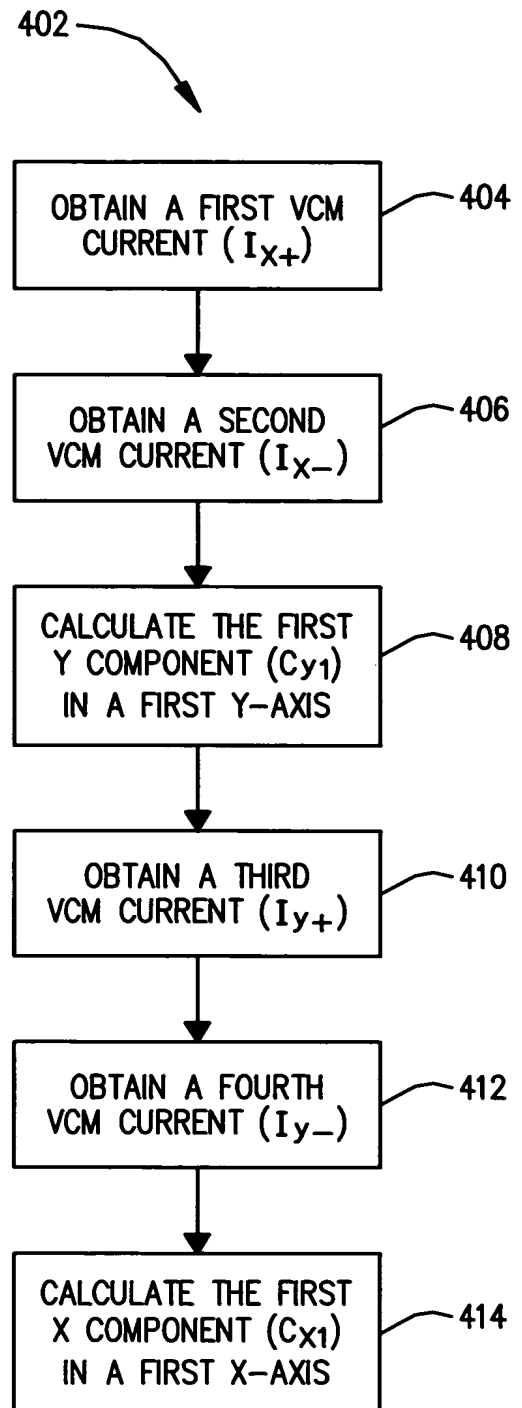 402
OBTAIN A FIRST VCM
CURRENT (IX+)
404
OBTAIN A SECOND
VCM CURRENT (IX−)
406
CALCULATE THE FIRST
Y COMPONENT (Cy1)
IN A FIRST Y−AXIS
408
OBTAIN A THIRD
VCM CURRENT (Iy+)
410
OBTAIN A FOURTH
VCM CURRENT (Iy−)
412
CALCULATE THE FIRST
X COMPONENT (CX1)
IN A FIRST X−AXIS
414